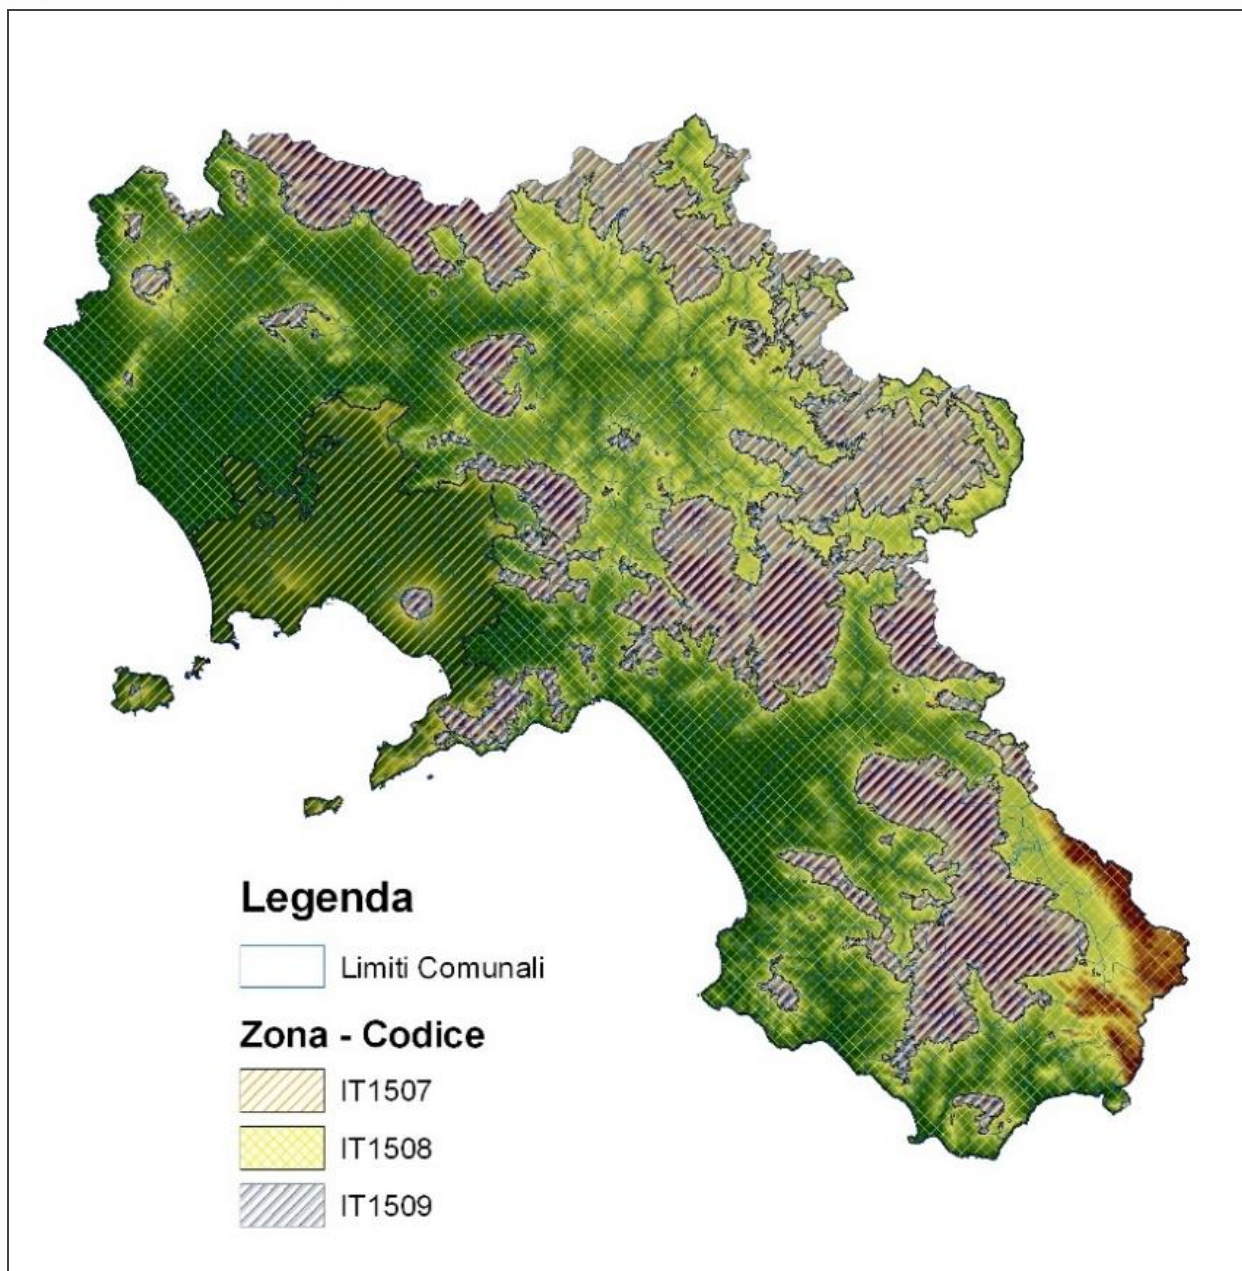 Legenda
Limiti Comunali
Zona - Codice
IT1507
IT1508
IT1509